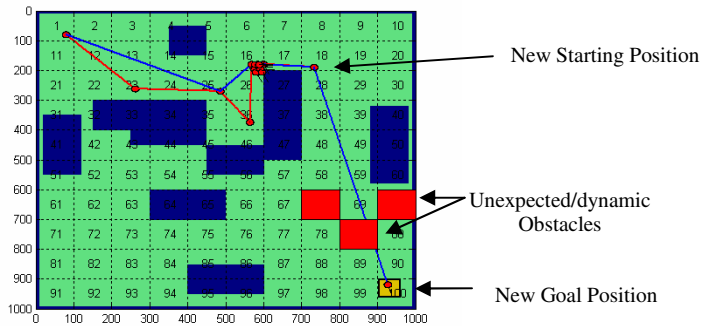 0
1 2 3 4 5 6 7 8 9 10
100
11 12 13 14 15 16 17 18 19 20
New Starting Position
200
21 22 23 24 25 26 27 28 29 30
300
31 32 33 34 35 36 37 38 39 40
400
41 42 43 44 45 46 47 48 49 50
500
51 52 53 54 55 56 57 58 59 60
600
61 62 63 64 65 66 67 69
Unexpected/dynamic
Obstacles
700
71 72 73 74 75 76 77 78 80
800
81 82 83 84 85 86 87 88 89 90
900
91 92 93 94 95 96 97 98 99 100
New Goal Position
1000
0 100 200 300 400 500 600 700 800 900 1000